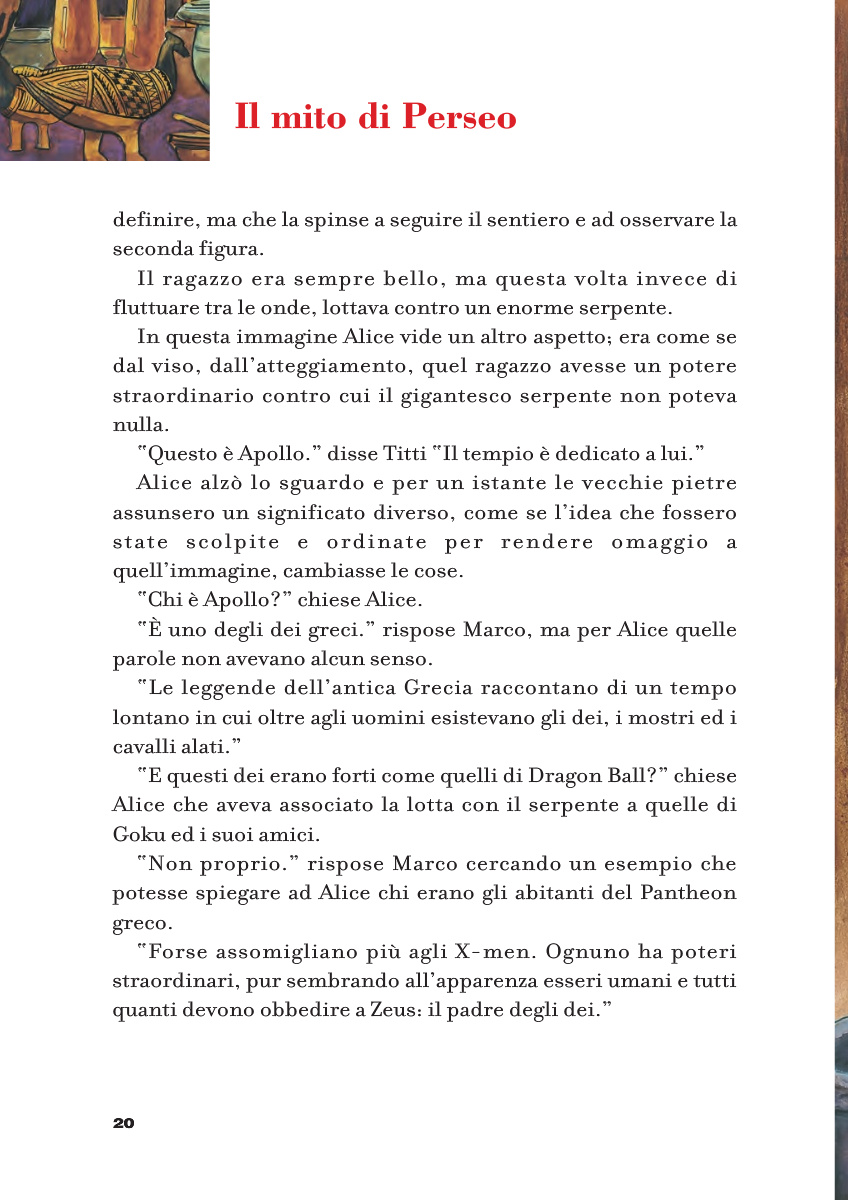 Il mito di Perseo
definire, ma che la spinse a seguire il sentiero e ad osservare la
seconda figura.
Il ragazzo era sempre bello, ma questa volta invece di
fluttuare tra le onde, lottava contro un enorme serpente.
In questa immagine Alice vide un altro aspetto; era come se
dal viso, dall’atteggiamento, quel ragazzo avesse un potere
straordinario contro cui il gigantesco serpente non poteva
nulla.
‟Questo è Apollo.” disse Titti ‟Il tempio è dedicato a lui.”
Alice alzò lo sguardo e per un istante le vecchie pietre
assunsero un significato diverso, come se l’idea che fossero
state scolpite e ordinate per rendere omaggio a
quell’immagine, cambiasse le cose.
‟Chi è Apollo?” chiese Alice.
‟È uno degli dei greci.” rispose Marco, ma per Alice quelle
parole non avevano alcun senso.
‟Le leggende dell’antica Grecia raccontano di un tempo
lontano in cui oltre agli uomini esistevano gli dei, i mostri ed i
cavalli alati.”
‟E questi dei erano forti come quelli di Dragon Ball?” chiese
Alice che aveva associato la lotta con il serpente a quelle di
Goku ed i suoi amici.
‟Non proprio.” rispose Marco cercando un esempio che
potesse spiegare ad Alice chi erano gli abitanti del Pantheon
greco.
‟Forse assomigliano più agli X-men. Ognuno ha poteri
straordinari, pur sembrando all’apparenza esseri umani e tutti
quanti devono obbedire a Zeus: il padre degli dei.”
20